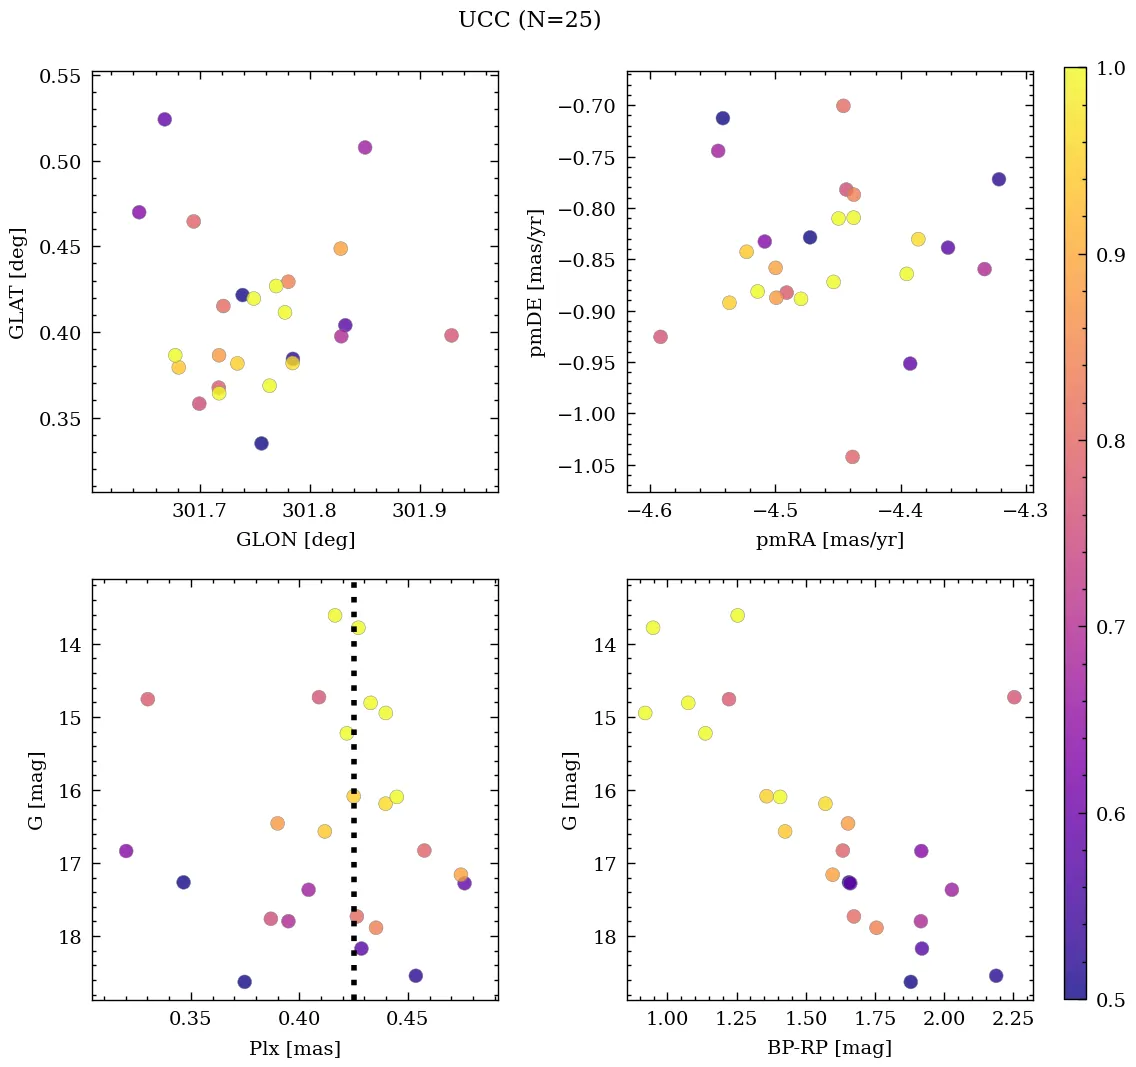 UCC (N=25)
0.55
0.50
0.45
0.40
0.35
GLAT [deg]
301.7 301.8 301.9
GLON [deg]
−0.70
−0.75
−0.80
−0.85
−0.90
−0.95
−1.00
−1.05
pmDE [mas/yr]
−4.6 −4.5 −4.4 −4.3
pmRA [mas/yr]
14
15
16
17
18
G [mag]
0.35 0.40 0.45
Plx [mas]
14
15
16
17
18
G [mag]
1.00 1.25 1.50 1.75 2.00 2.25
BP-RP [mag]
1.0
0.9
0.8
0.7
0.6
0.5